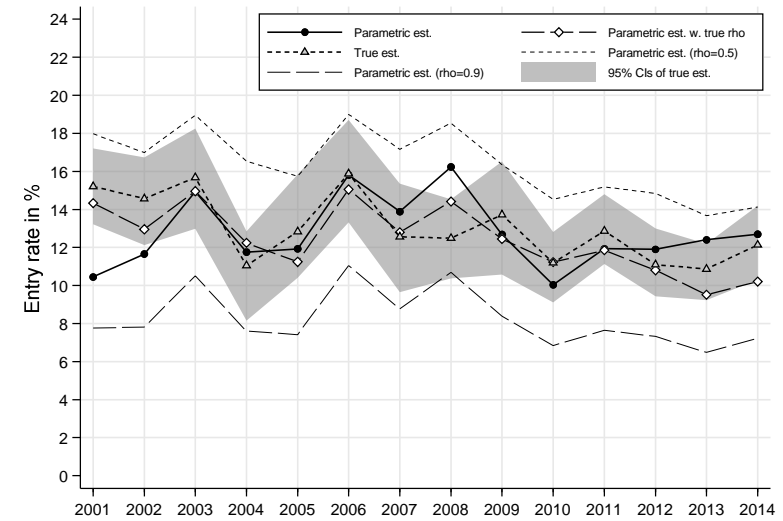 24
22
20
18
16
14
12
10
8
6
4
2
0
Entry rate in %
Parametric est.
Parametric est. w. true rho
True est.
Parametric est. (rho=0.5)
Parametric est. (rho=0.9)
95% CIs of true est.
2001 2002 2003 2004 2005 2006 2007 2008 2009 2010 2011 2012 2013 2014